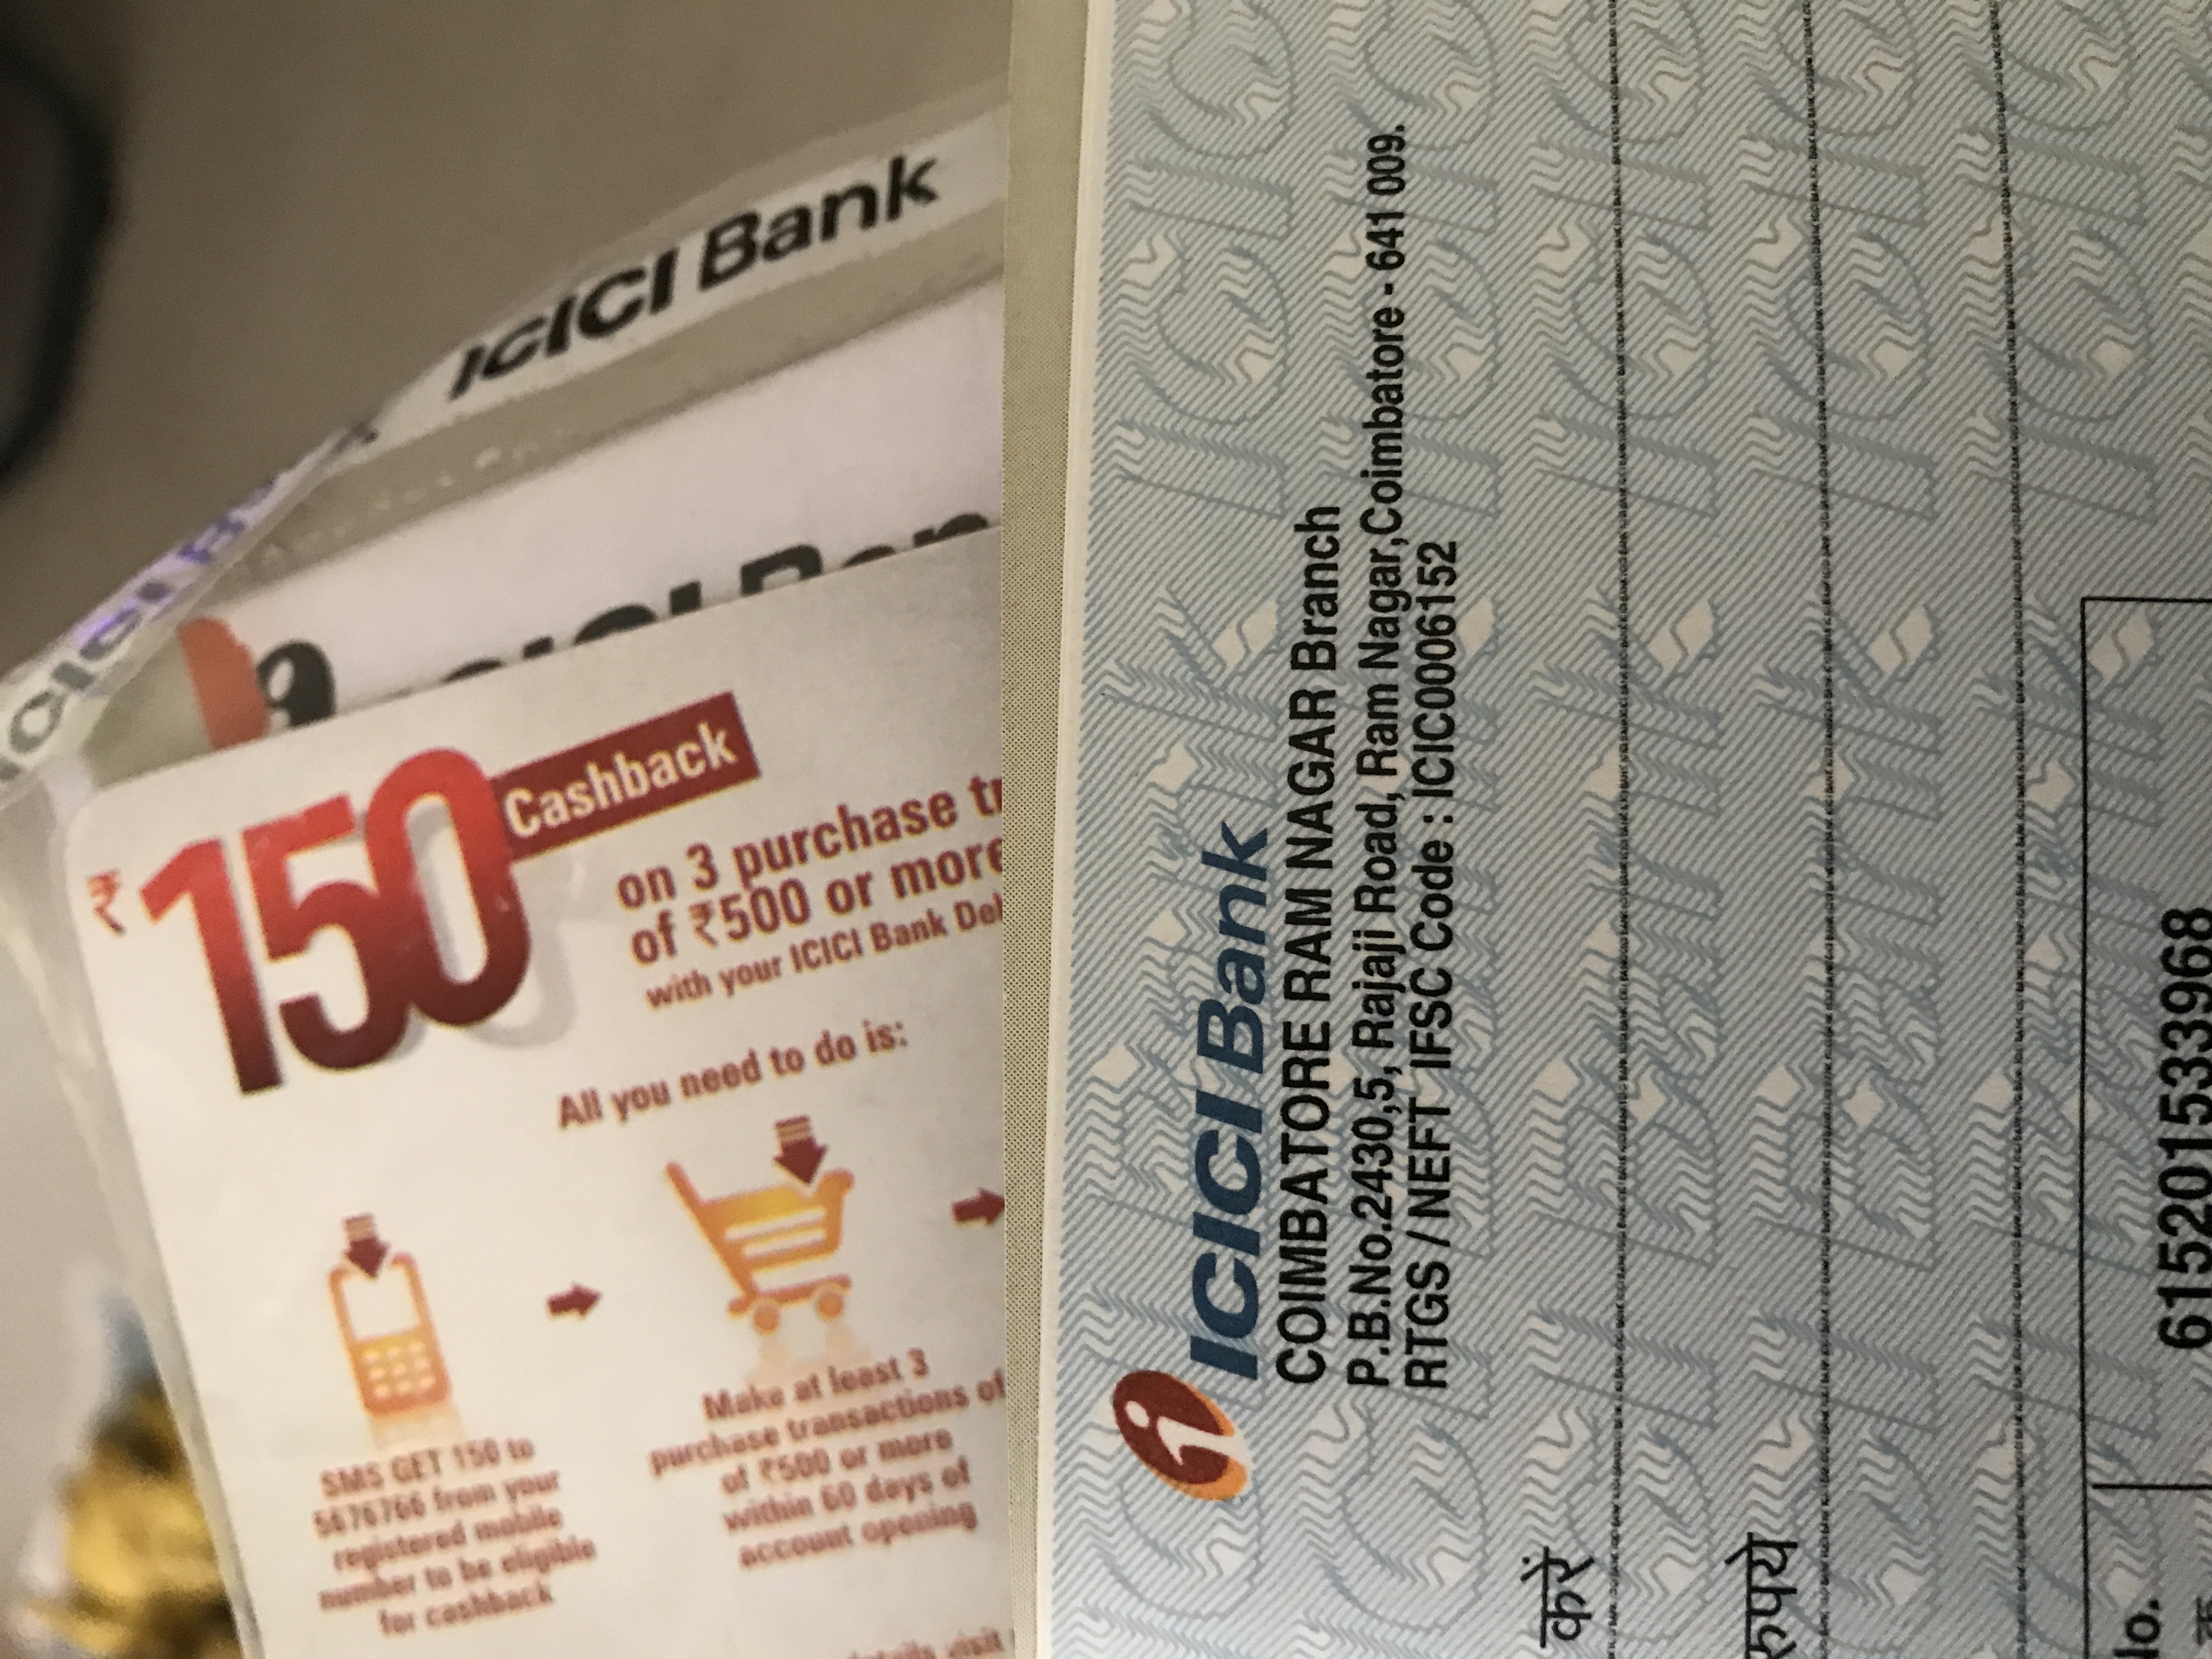 ICICI Bank
₹150
Cashback
on 3 purchase
of ₹500 or more
with your ICICI Bank
All you need to do is:
SMS GET 150 to
5676766 from your
registered mobile
number to be eligible
for cashback
Make at least 3
purchase transactions of
of ₹500 or more
within 60 days of
account opening
ICICI Bank
COIMBATORE RAM NAGAR Branch
P.B.No.2430,5, Rajaji Road, Ram Nagar,Coimbatore - 641 009.
RTGS / NEFT IFSC Code : ICIC0006152
करें
रुपये
No.
615201533968